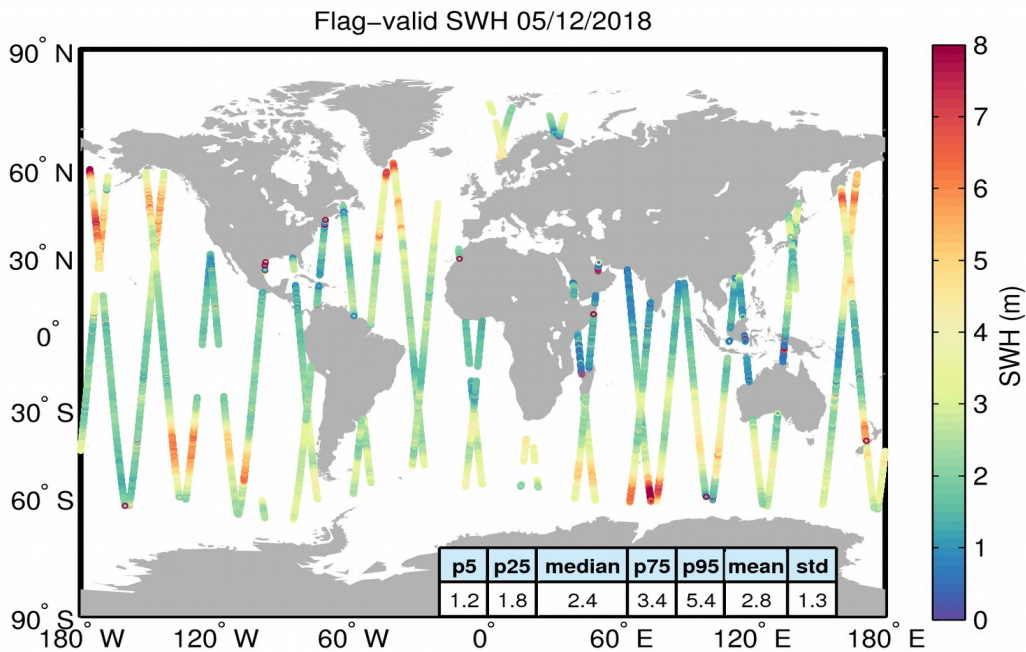 Flag−valid SWH 05/12/2018
90° N
60° N
30° N
0°
30° S
60° S
90° S
180° W
120° W
60° W
0°
60° E
120° E
180° E
8
7
6
5
4
3
2
1
0
SWH (m)
p5 p25 median p75 p95 mean std
1.2 1.8 2.4 3.4 5.4 2.8 1.3